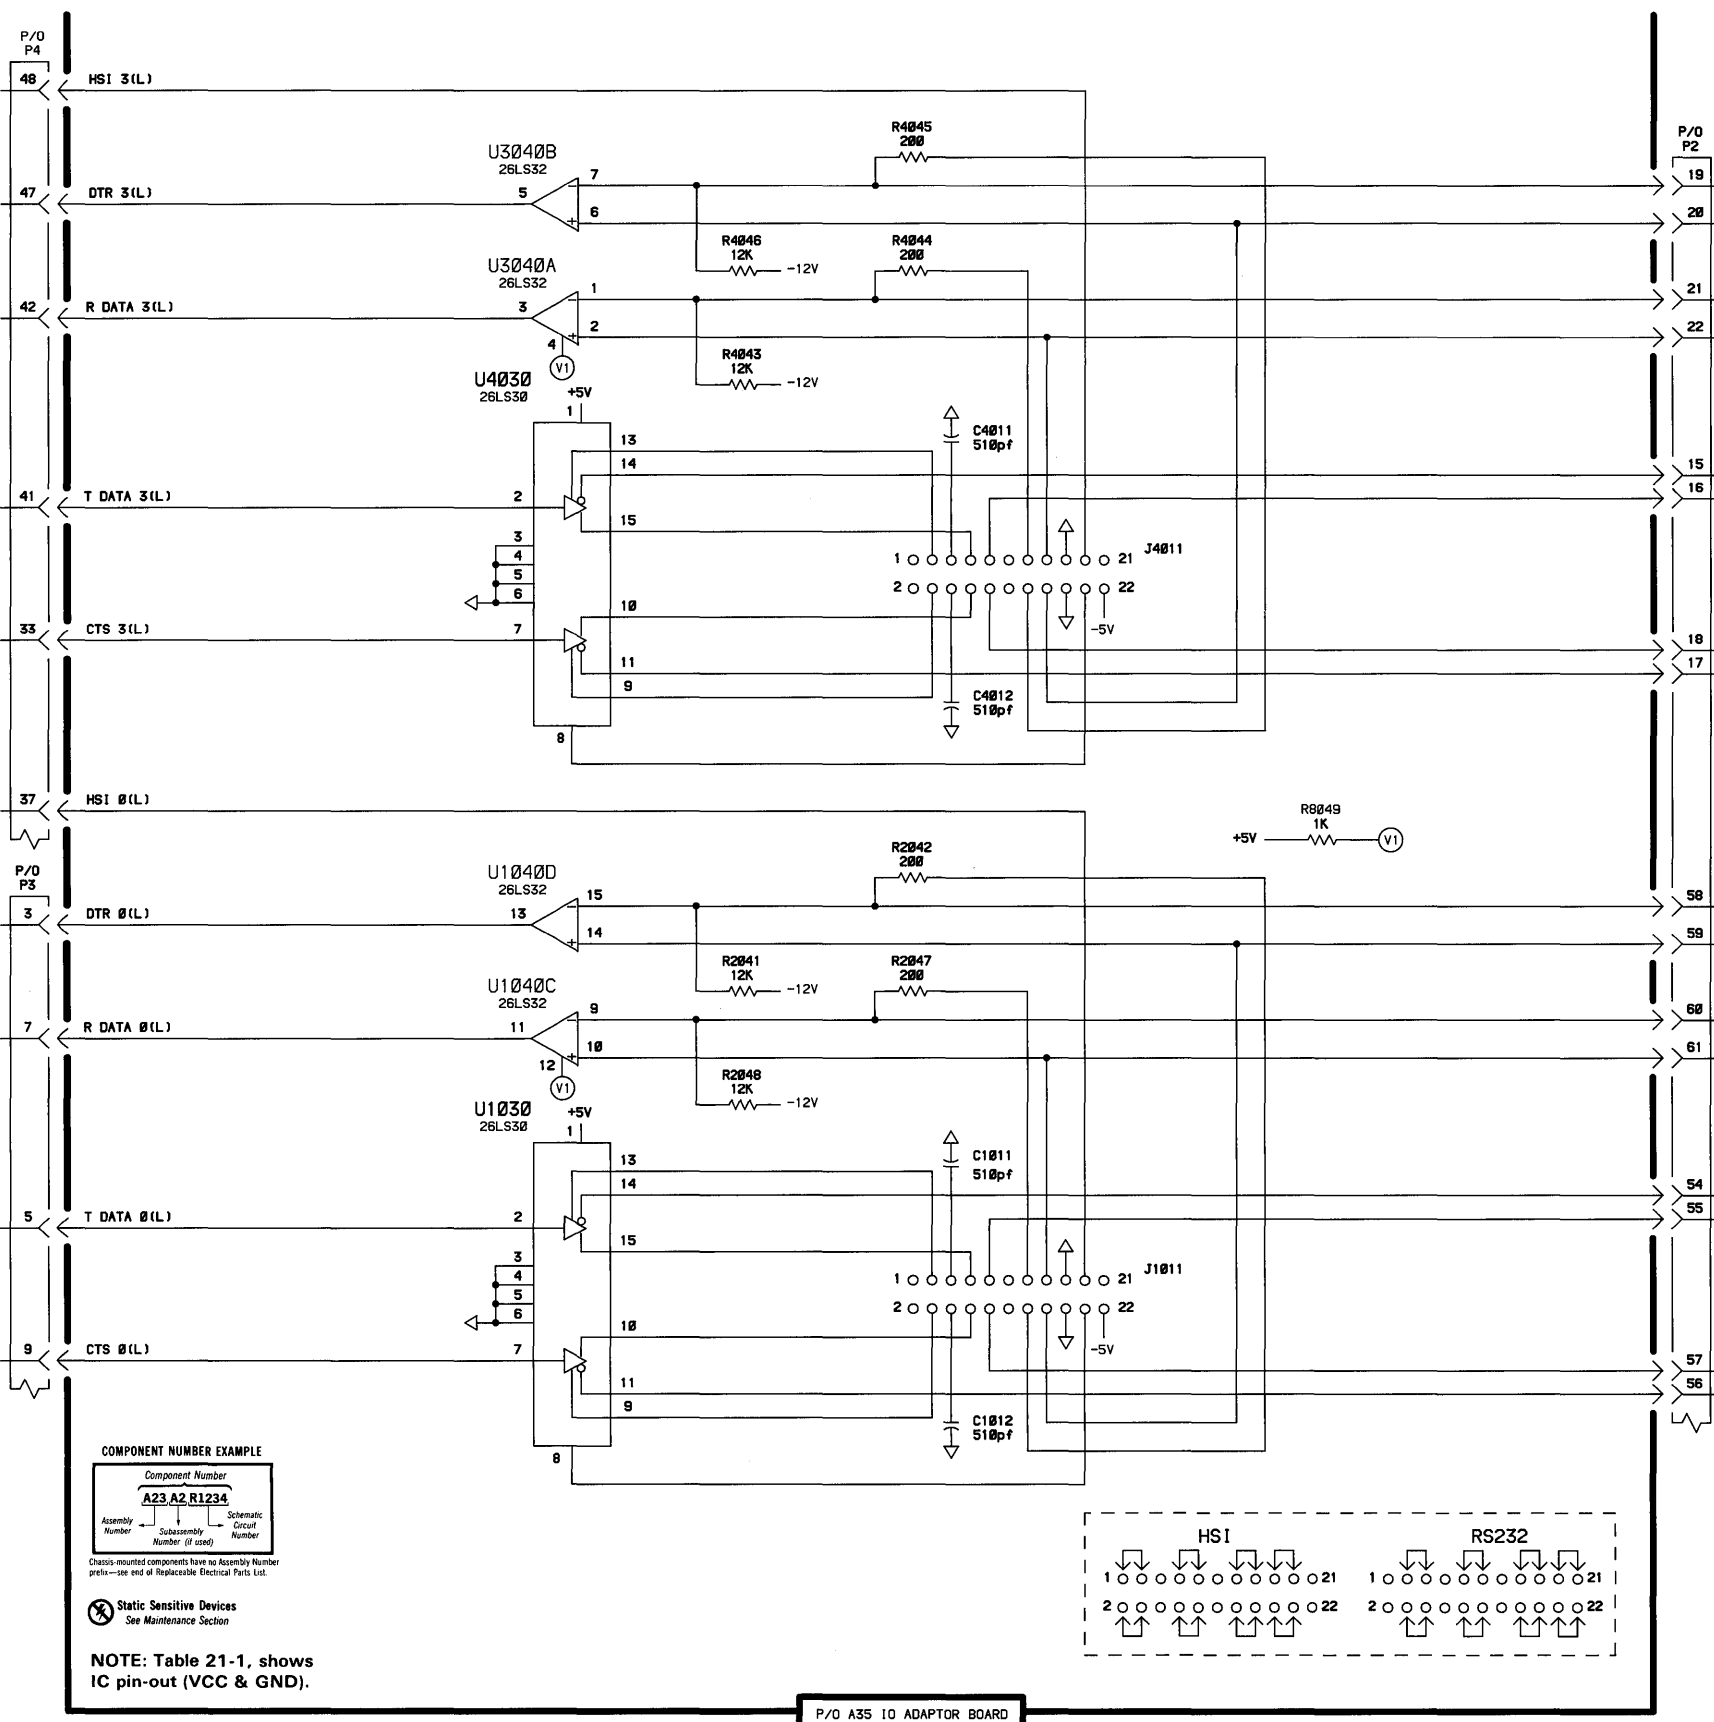 P/O
P4
48
HSI 3(L)
R4045
200
P/O
P2
U3040B
26LS32
7
19
47
DTR 3(L)
5
6
20
R4046
12K
-12V
R4044
200
U3040A
26LS32
1
21
42
R DATA 3(L)
3
2
22
4
V1
R4043
12K
-12V
U4030
26LS30
+5V
1
C4011
510pf
13
14
15
16
41
T DATA 3(L)
2
15
3
4
5
6
1
21
J4011
2
22
-5V
10
33
CTS 3(L)
7
18
11
17
9
C4012
510pf
8
37
HSI 0(L)
R8049
1K
+5V
V1
R2042
200
P/O
P3
U1040D
26LS32
15
58
3
DTR 0(L)
13
14
59
R2041
12K
-12V
R2047
200
U1040C
26LS32
9
60
7
R DATA 0(L)
11
10
61
12
V1
R2048
12K
-12V
U1030
26LS30
+5V
1
C1011
510pf
13
14
54
55
5
T DATA 0(L)
2
15
3
4
5
6
1
21
J1011
2
22
-5V
10
9
CTS 0(L)
7
57
11
56
9
C1012
510pf
8
COMPONENT NUMBER EXAMPLE
Component Number
A23 A2 R1234
Assembly
Number
Subassembly
Number (if used)
Schematic
Circuit
Number
Chassis-mounted components have no Assembly Number
prefix—see end of Replaceable Electrical Parts List.
Static Sensitive Devices
See Maintenance Section
NOTE: Table 21-1, shows
IC pin-out (VCC & GND).
HSI
1
21
2
22
RS232
1
21
2
22
P/O A35 IO ADAPTOR BOARD